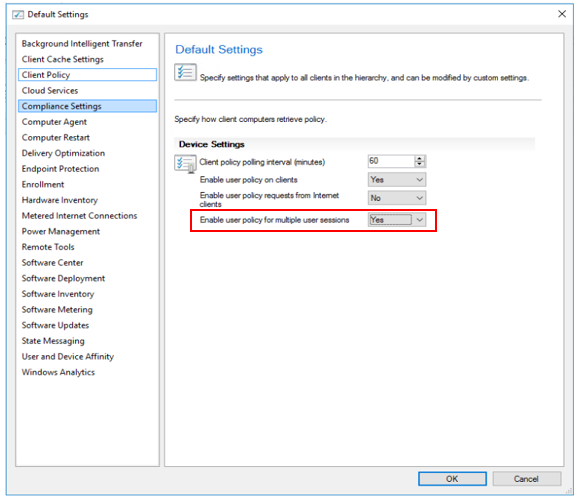 Default Settings
Background Intelligent Transfer
Client Cache Settings
Client Policy
Cloud Services
Compliance Settings
Computer Agent
Computer Restart
Delivery Optimization
Endpoint Protection
Enrollment
Hardware Inventory
Metered Internet Connections
Power Management
Remote Tools
Software Center
Software Deployment
Software Inventory
Software Metering
Software Updates
State Messaging
User and Device Affinity
Windows Analytics
Default Settings
Specify settings that apply to all clients in the hierarchy, and can be modified by custom settings.
Specify how client computers retrieve policy.
Device Settings
Client policy polling interval (minutes) 60
Enable user policy on clients Yes
Enable user policy requests from Internet
clients No
Enable user policy for multiple user sessions Yes
OK Cancel